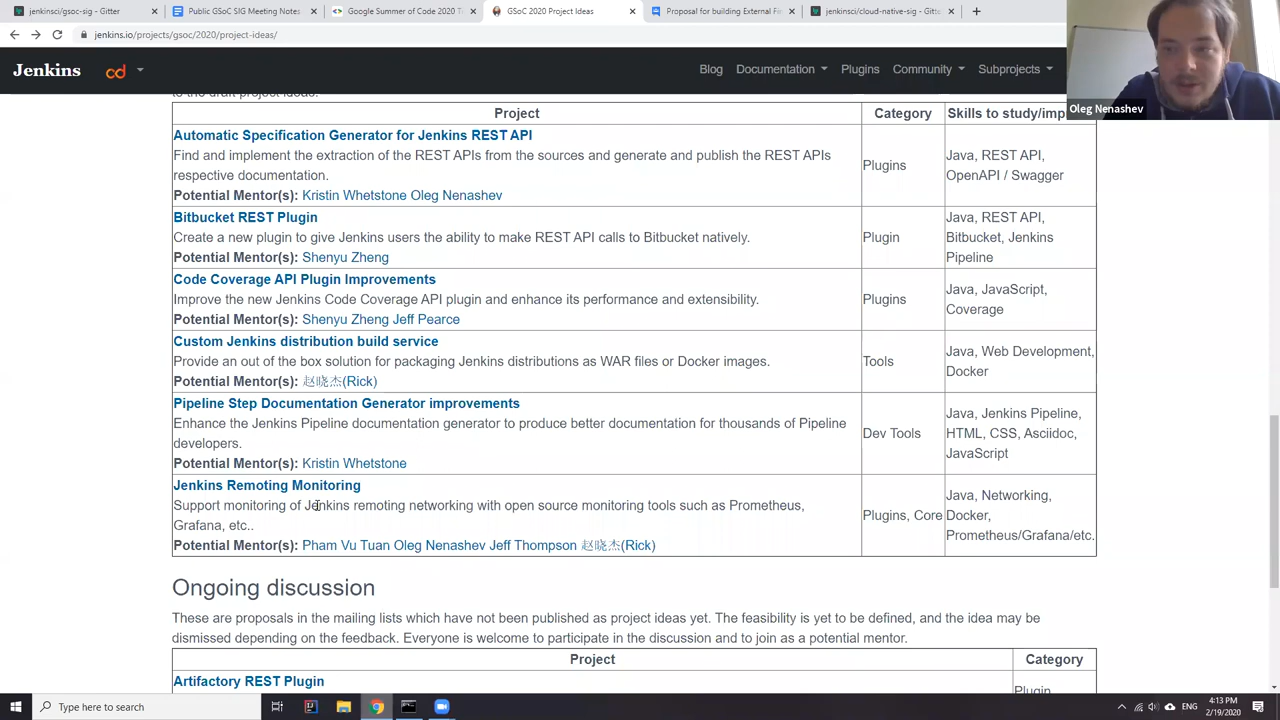 jenkinsci/gsoc-sig - Gitter
Public GSoC SIG Meeting Notes
Google Summer of Code 2020 T
GSoC 2020 Project Ideas
Proposal for building External Fi
jenkinsci/cloud-native-sig - Gitte
jenkins.io/projects/gsoc/2020/project-ideas/
Jenkins
cd
Blog
Documentation
Plugins
Community
Subprojects
Oleg Nenashev
to the draft project ideas.
Project
Category
Skills to study/imp
Automatic Specification Generator for Jenkins REST API
Find and implement the extraction of the REST APIs from the sources and generate and publish the REST APIs
respective documentation.
Potential Mentor(s): Kristin Whetstone Oleg Nenashev
Plugins
Java, REST API,
OpenAPI / Swagger
Bitbucket REST Plugin
Create a new plugin to give Jenkins users the ability to make REST API calls to Bitbucket natively.
Potential Mentor(s): Shenyu Zheng
Plugin
Java, REST API,
Bitbucket, Jenkins
Pipeline
Code Coverage API Plugin Improvements
Improve the new Jenkins Code Coverage API plugin and enhance its performance and extensibility.
Potential Mentor(s): Shenyu Zheng Jeff Pearce
Plugins
Java, JavaScript,
Coverage
Custom Jenkins distribution build service
Provide an out of the box solution for packaging Jenkins distributions as WAR files or Docker images.
Potential Mentor(s): 赵晓杰(Rick)
Tools
Java, Web Development,
Docker
Pipeline Step Documentation Generator improvements
Enhance the Jenkins Pipeline documentation generator to produce better documentation for thousands of Pipeline
developers.
Potential Mentor(s): Kristin Whetstone
Dev Tools
Java, Jenkins Pipeline,
HTML, CSS, Asciidoc,
JavaScript
Jenkins Remoting Monitoring
Support monitoring of Jenkins remoting networking with open source monitoring tools such as Prometheus,
Grafana, etc..
Potential Mentor(s): Pham Vu Tuan Oleg Nenashev Jeff Thompson 赵晓杰(Rick)
Plugins, Core
Java, Networking,
Docker,
Prometheus/Grafana/etc.
Ongoing discussion
These are proposals in the mailing lists which have not been published as project ideas yet. The feasibility is yet to be defined, and the idea may be
dismissed depending on the feedback. Everyone is welcome to participate in the discussion and to join as a potential mentor.
Project
Category
Artifactory REST Plugin
Plugin
Type here to search
ENG
4:13 PM
2/19/2020